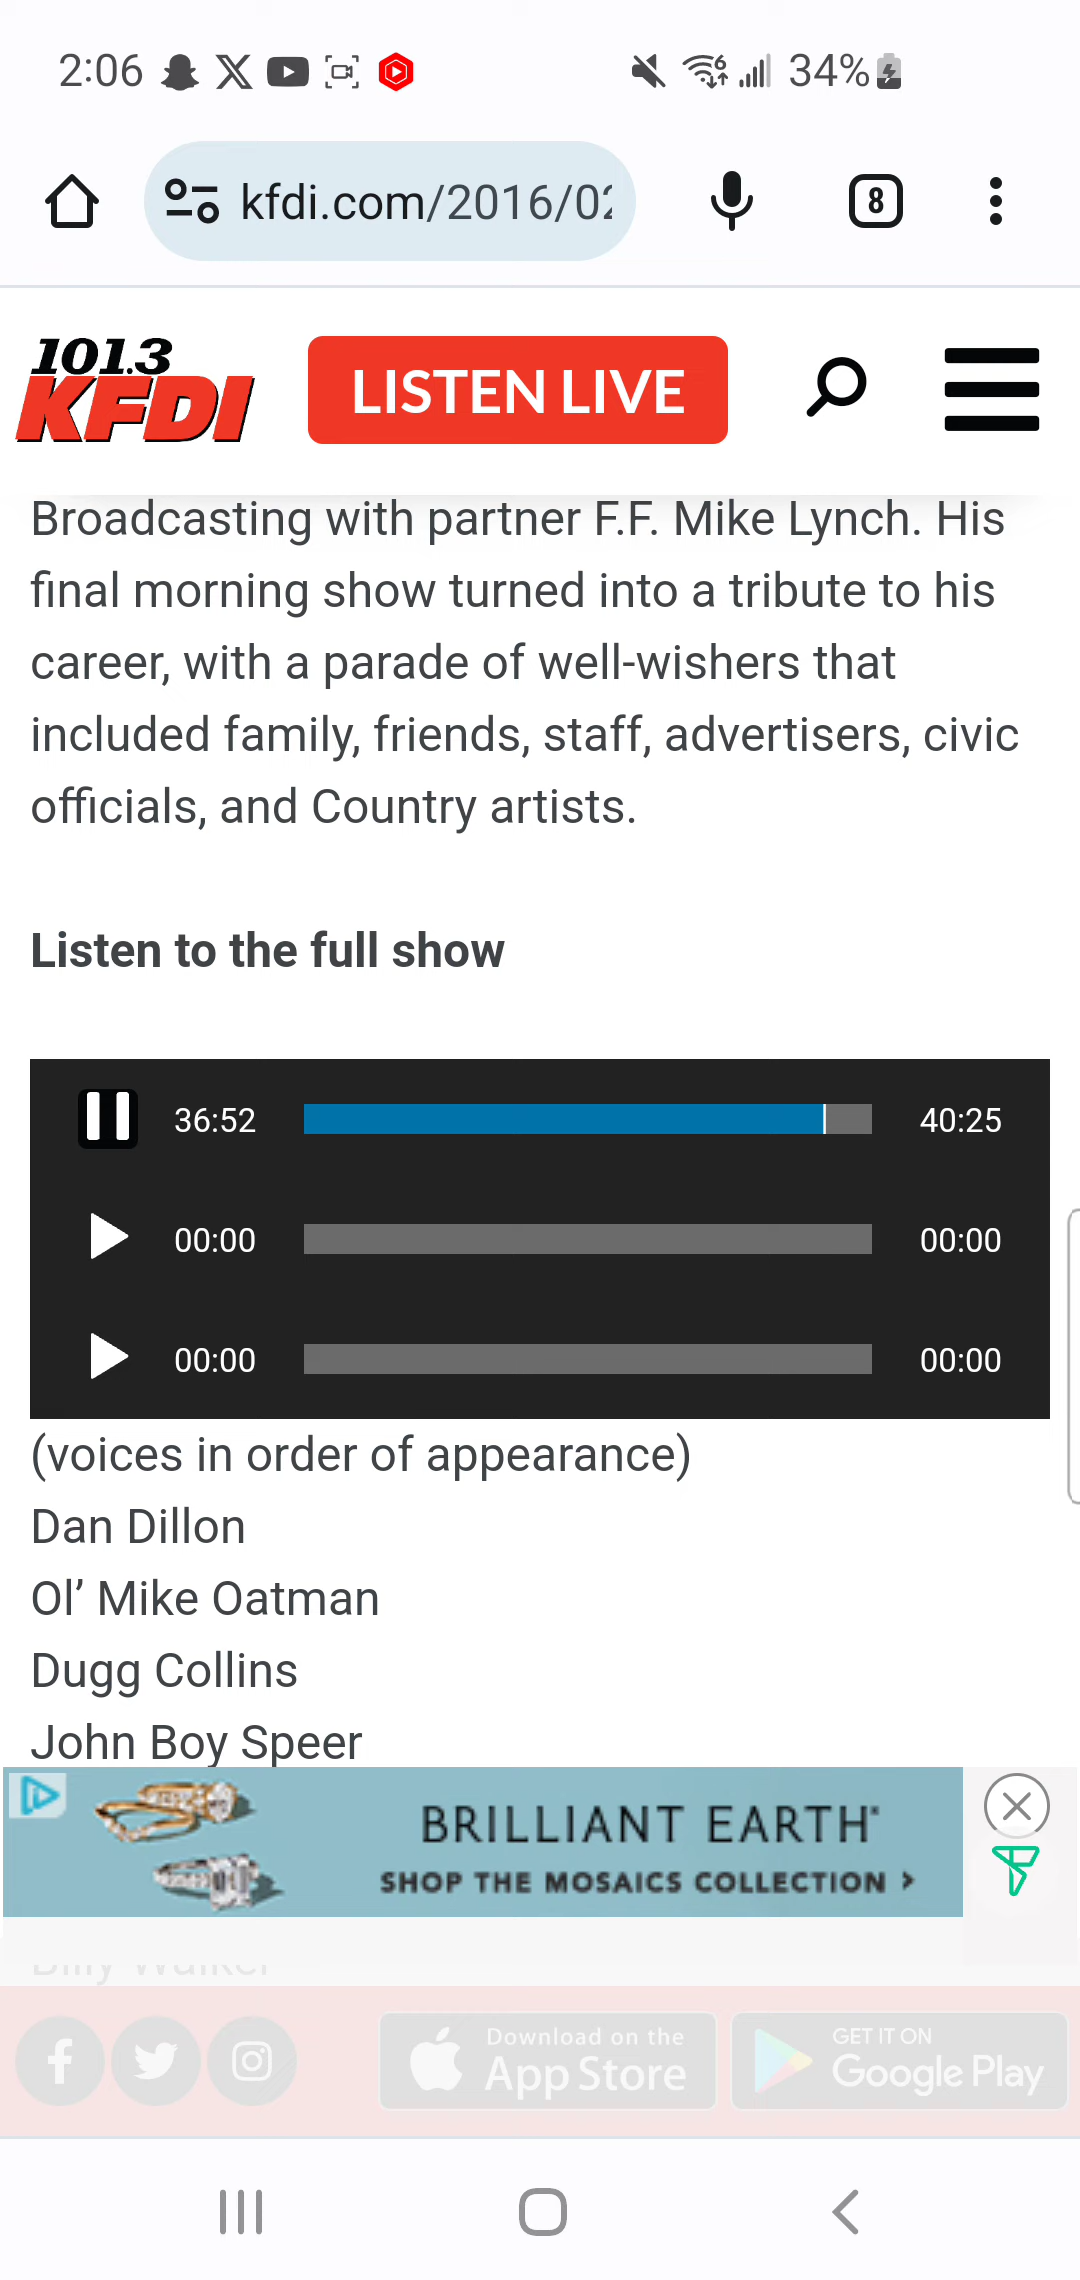 2:06
34%
kfdi.com/2016/02
8
101.3
KFDI
LISTEN LIVE
Broadcasting with partner F.F. Mike Lynch. His
final morning show turned into a tribute to his
career, with a parade of well-wishers that
included family, friends, staff, advertisers, civic
officials, and Country artists.
Listen to the full show
36:52
40:25
00:00
00:00
00:00
00:00
(voices in order of appearance)
Dan Dillon
Ol’ Mike Oatman
Dugg Collins
John Boy Speer
BRILLIANT EARTH
SHOP THE MOSAICS COLLECTION >
Billy Walker
Download on the
App Store
GET IT ON
Google Play